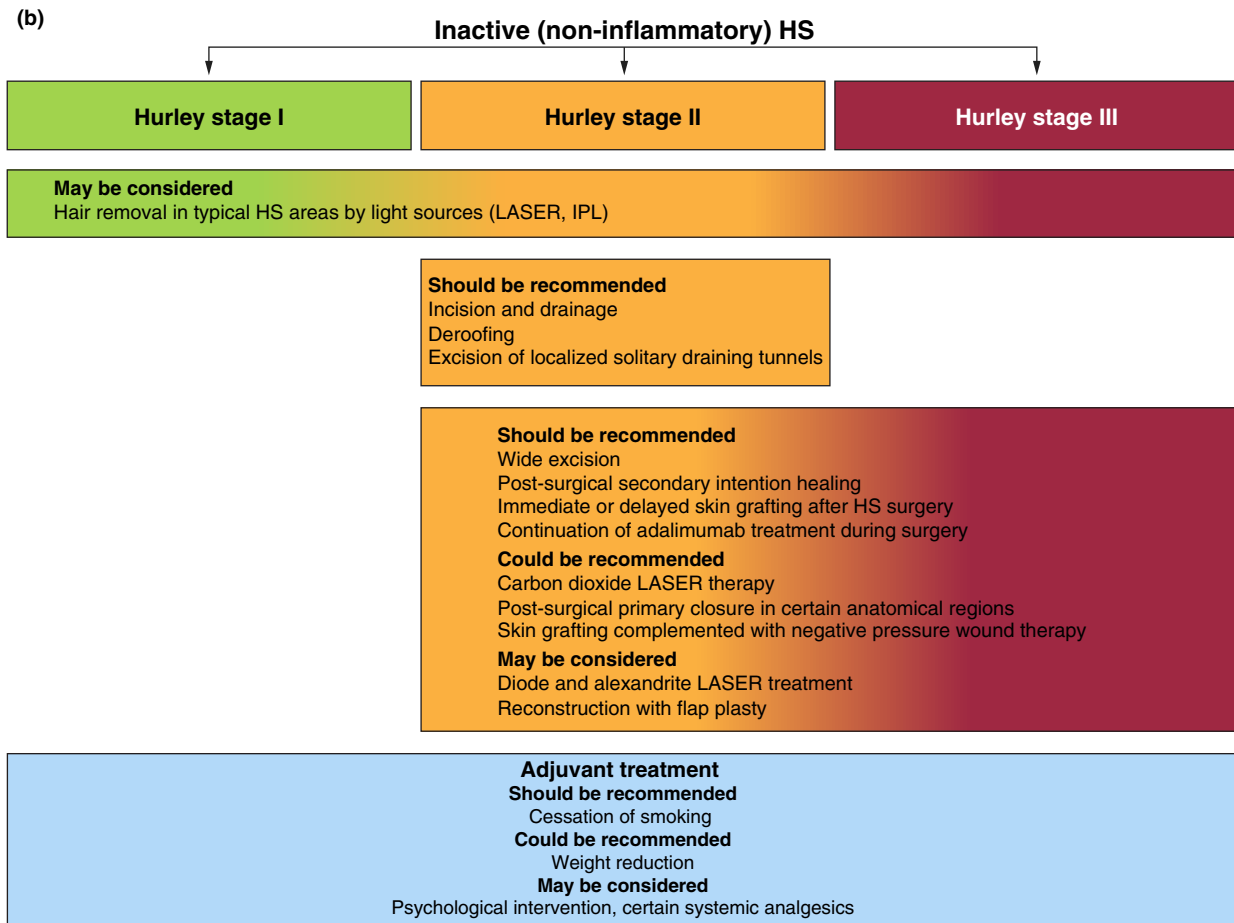 (b)
Inactive (non-inflammatory) HS
Hurley stage I
Hurley stage II
Hurley stage III
May be considered
Hair removal in typical HS areas by light sources (LASER, IPL)
Should be recommended
Incision and drainage
Deroofing
Excision of localized solitary draining tunnels
Should be recommended
Wide excision
Post-surgical secondary intention healing
Immediate or delayed skin grafting after HS surgery
Continuation of adalimumab treatment during surgery
Could be recommended
Carbon dioxide LASER therapy
Post-surgical primary closure in certain anatomical regions
Skin grafting complemented with negative pressure wound therapy
May be considered
Diode and alexandrite LASER treatment
Reconstruction with flap plasty
Adjuvant treatment
Should be recommended
Cessation of smoking
Could be recommended
Weight reduction
May be considered
Psychological intervention, certain systemic analgesics